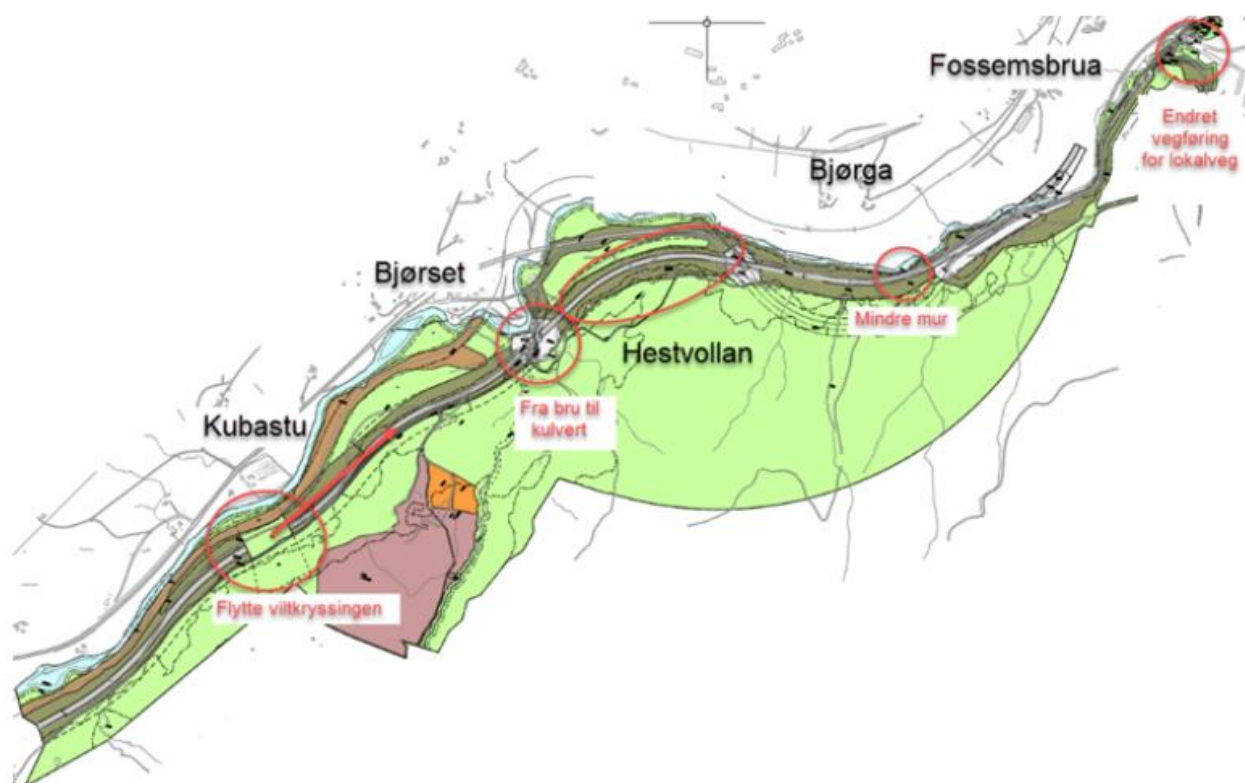 Fossemsbrua
Endret
vegføring
for lokalveg
Bjørga
Bjørset
Mindre mur
Hestvollan
Fra bru til
kulvert
Kubastu
Flytte viltkryssingen